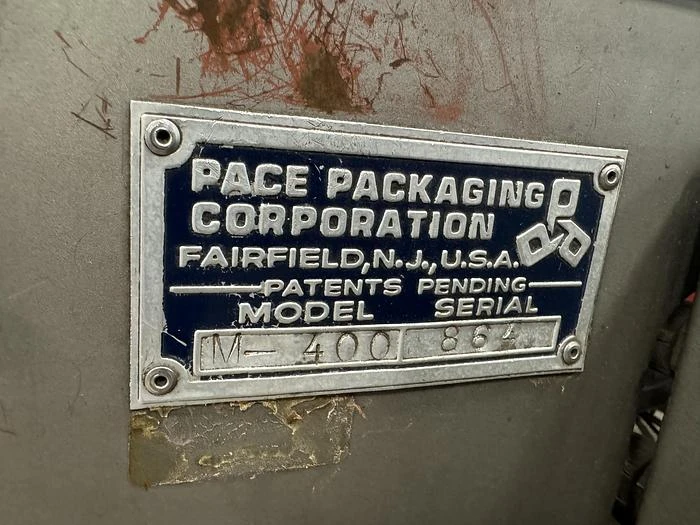 PACE PACKAGING
CORPORATION
FAIRFIELD, N.J., U.S.A.
PATENTS PENDING
MODEL SERIAL
M-400 864